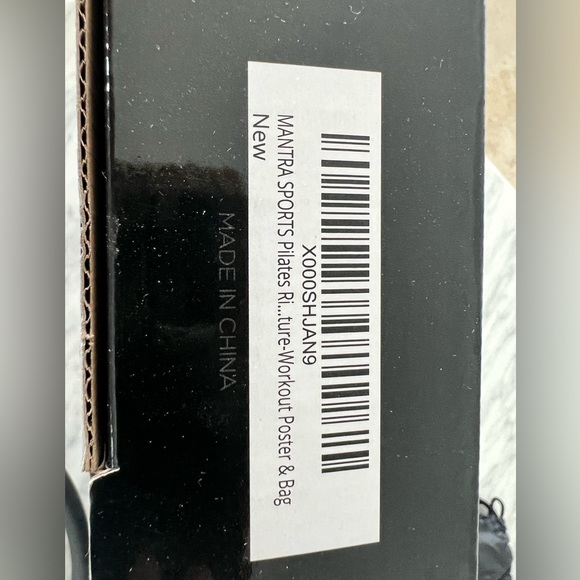 X000SHJAN9
MANTRA SPORTS Pilates Ri...ture-Workout Poster & Bag
New
MADE IN CHINA